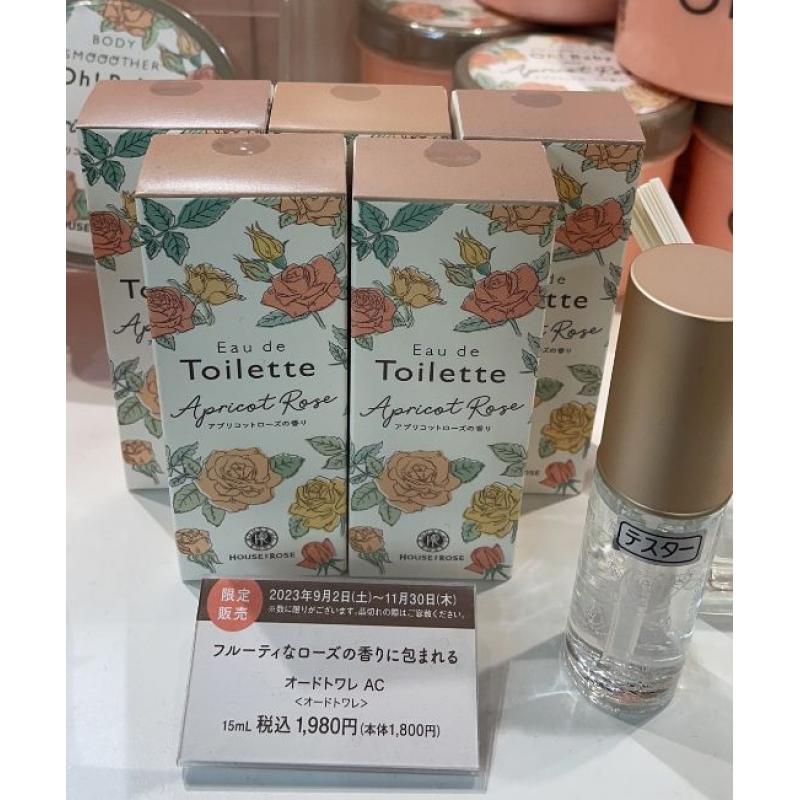 BODY
SMOOOTHER
Oh! Ba
Oh! Baby
Apricot Rose
Eau de
Toilette
Apricot Rose
アプリコットローズの香り
HOUSE OF ROSE
Eau de
Toilette
Apricot Rose
アプリコットローズの香り
HOUSE OF ROSE
テスター
限定
販売
2023年9月2日(土)~11月30日(木)
※数に限りがございます。品切れの際はご容赦ください。
フルーティなローズの香りに包まれる
オードトワレ AC
<オードトワレ>
15mL 税込1,980円(本体1,800円)